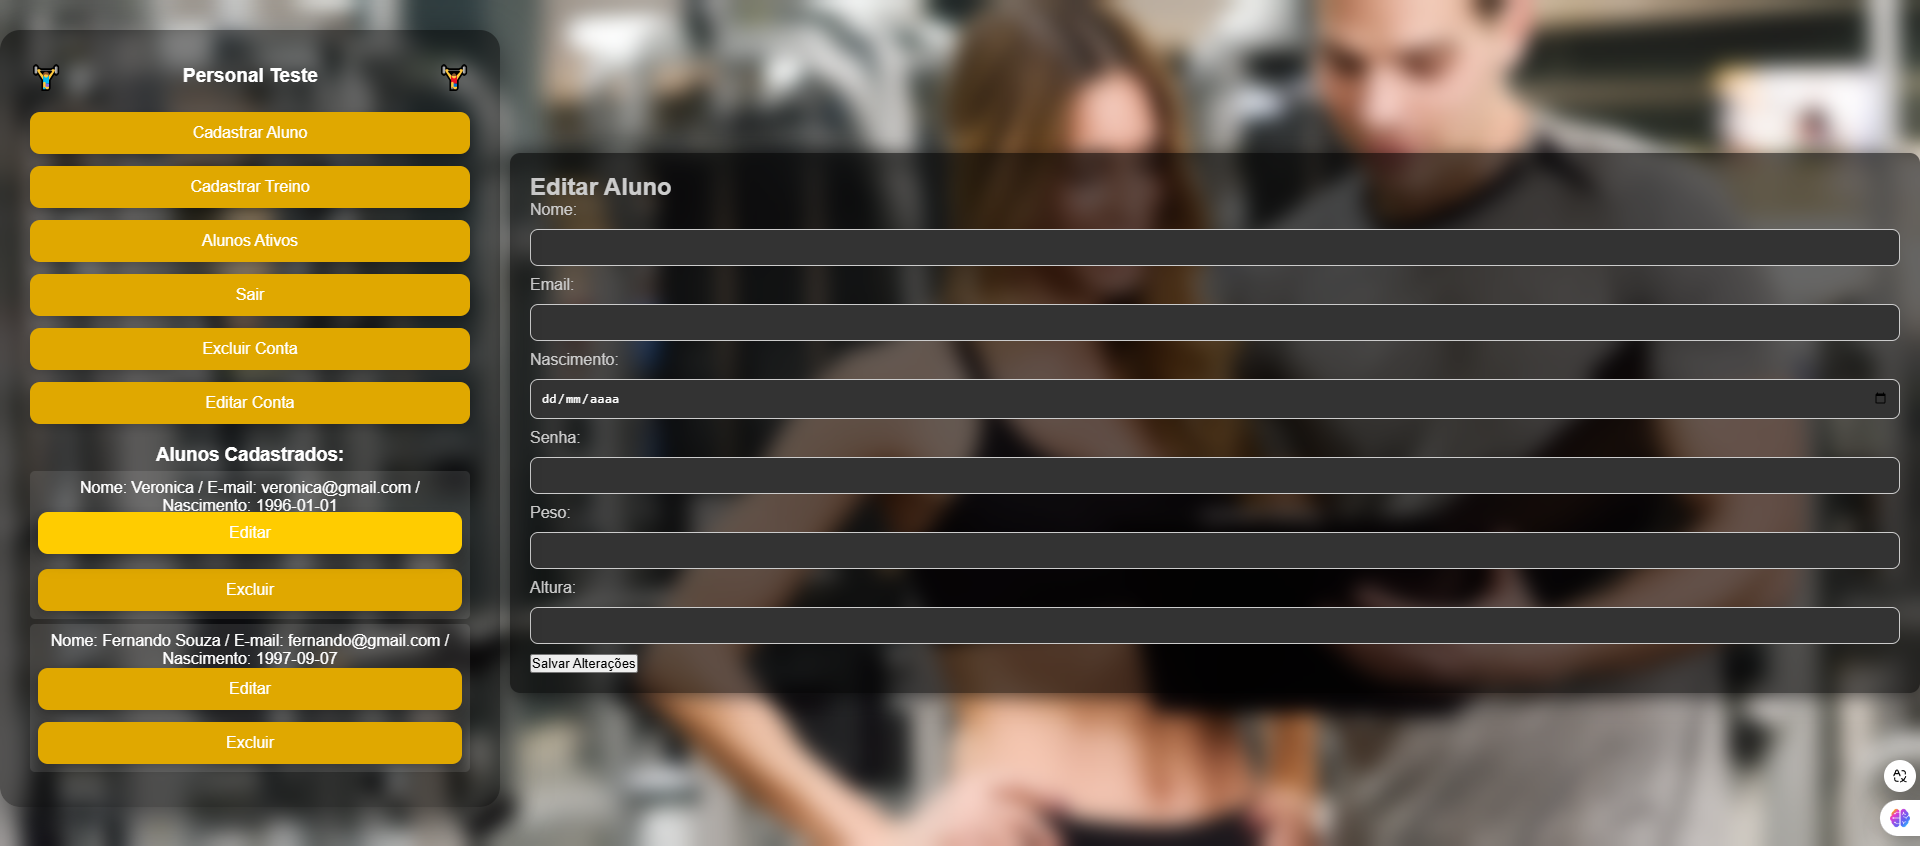 Personal Teste
Cadastrar Aluno
Cadastrar Treino
Alunos Ativos
Sair
Excluir Conta
Editar Conta
Alunos Cadastrados:
Nome: Veronica / E-mail: veronica@gmail.com /
Nascimento: 1996-01-01
Editar
Excluir
Nome: Fernando Souza / E-mail: fernando@gmail.com /
Nascimento: 1997-09-07
Editar
Excluir
Editar Aluno
Nome:
Email:
Nascimento:
dd/mm/aaaa
Senha:
Peso:
Altura:
Salvar Alterações